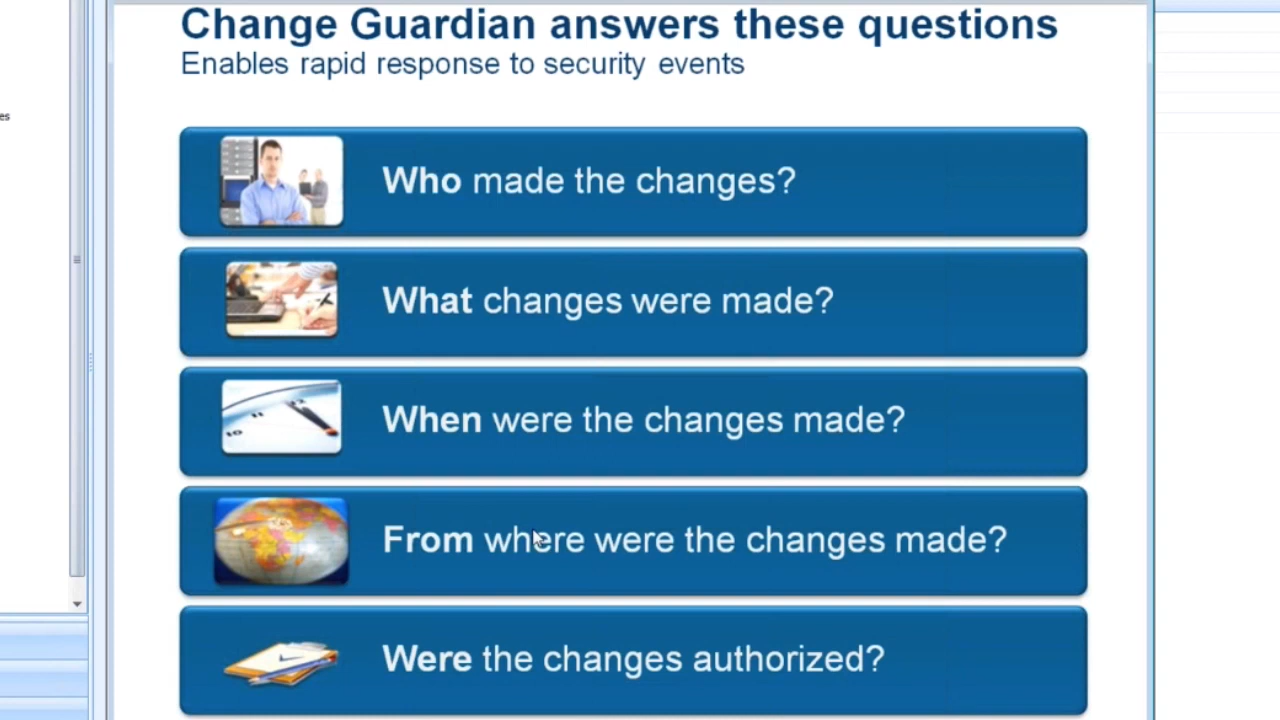 Change Guardian answers these questions
Enables rapid response to security events
es
Who made the changes?
What changes were made?
When were the changes made?
From where were the changes made?
Were the changes authorized?